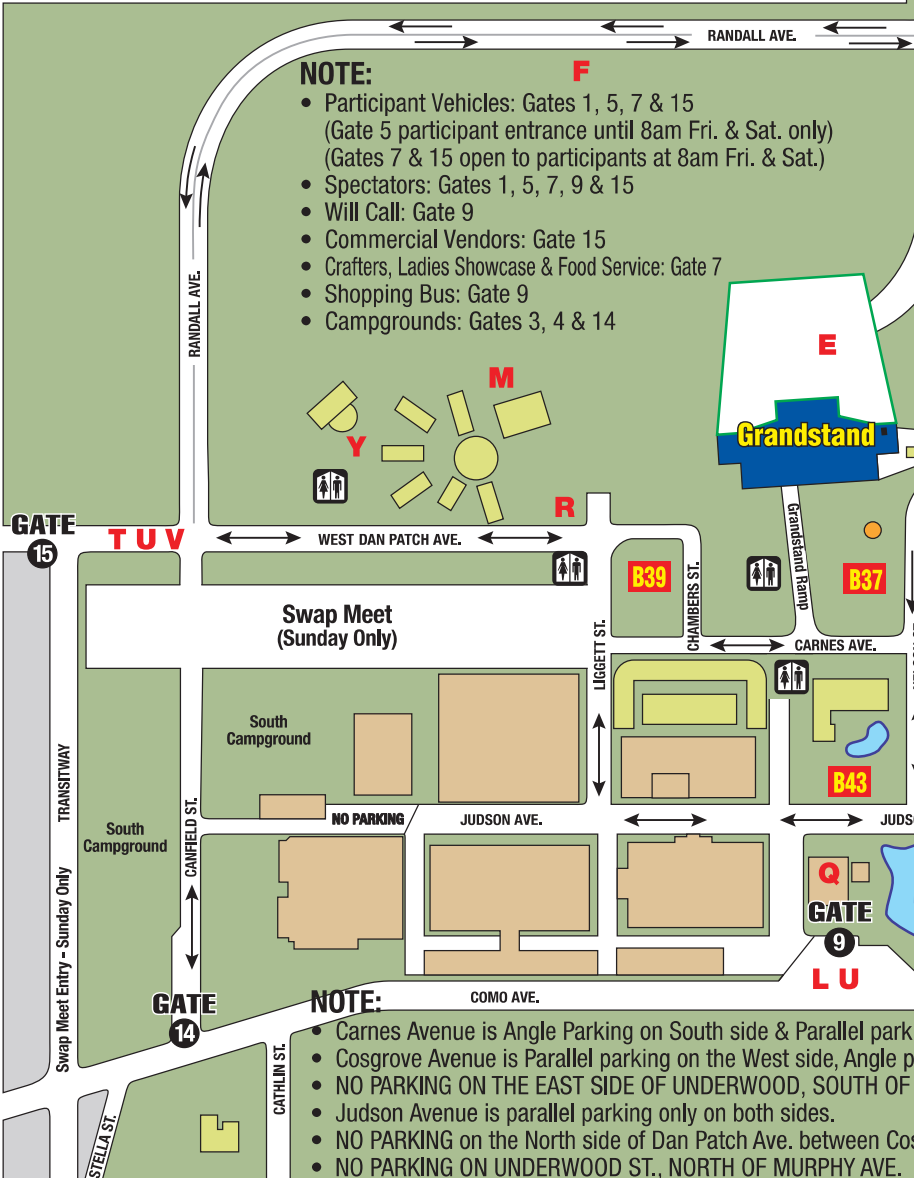 RANDALL AVE.
NOTE:
F
• Participant Vehicles: Gates 1, 5, 7 & 15
(Gate 5 participant entrance until 8am Fri. & Sat. only)
(Gates 7 & 15 open to participants at 8am Fri. & Sat.)
• Spectators: Gates 1, 5, 7, 9 & 15
• Will Call: Gate 9
• Commercial Vendors: Gate 15
• Crafters, Ladies Showcase & Food Service: Gate 7
• Shopping Bus: Gate 9
• Campgrounds: Gates 3, 4 & 14
RANDALL AVE.
E
M
Grandstand
Y
R
Grandstand Ramp
GATE
15
T U V
WEST DAN PATCH AVE.
B39
CHAMBERS ST.
B37
Swap Meet
(Sunday Only)
LIGGETT ST.
CARNES AVE.
South
Campground
B43
TRANSITWAY
Swap Meet Entry - Sunday Only
South
Campground
CANFIELD ST.
NO PARKING
JUDSON AVE.
JUDSO
Q
GATE
9
L U
GATE
14
COMO AVE.
CATHLIN ST.
STELLA ST.
NOTE:
• Carnes Avenue is Angle Parking on South side & Parallel park
• Cosgrove Avenue is Parallel parking on the West side, Angle p
• NO PARKING ON THE EAST SIDE OF UNDERWOOD, SOUTH OF
• Judson Avenue is parallel parking only on both sides.
• NO PARKING on the North side of Dan Patch Ave. between Cos
• NO PARKING ON UNDERWOOD ST., NORTH OF MURPHY AVE.